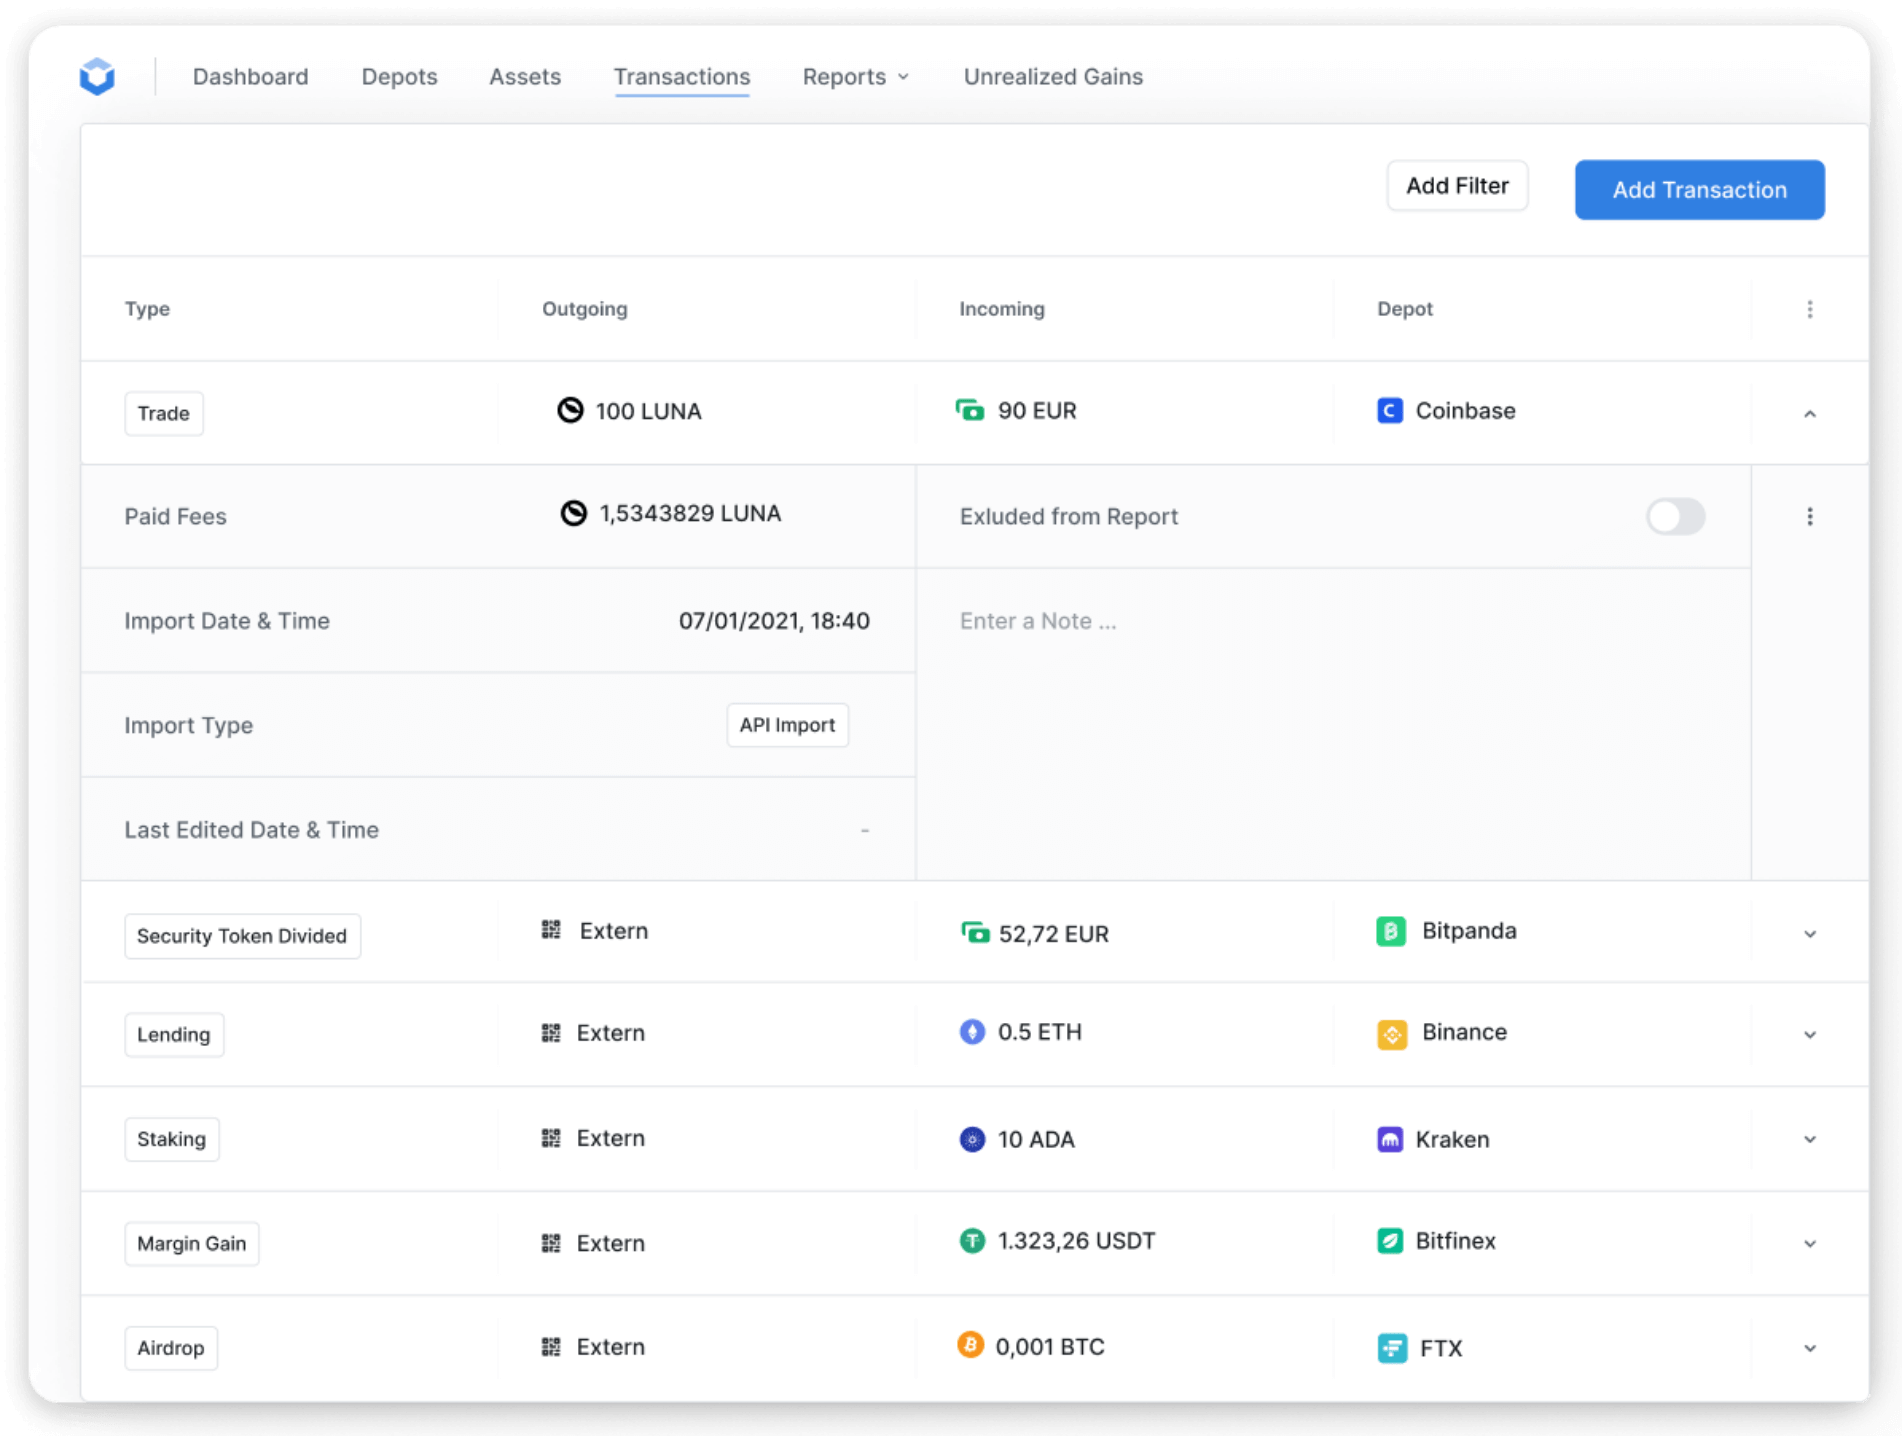 Dashboard Depots Assets Transactions Reports Unrealized Gains
Add Filter Add Transaction
Type Outgoing Incoming Depot
Trade 100 LUNA 90 EUR Coinbase
Paid Fees 1,5343829 LUNA Exluded from Report
Import Date & Time 07/01/2021, 18:40 Enter a Note ...
Import Type API Import
Last Edited Date & Time -
Security Token Divided Extern 52,72 EUR Bitpanda
Lending Extern 0.5 ETH Binance
Staking Extern 10 ADA Kraken
Margin Gain Extern 1.323,26 USDT Bitfinex
Airdrop Extern 0,001 BTC FTX